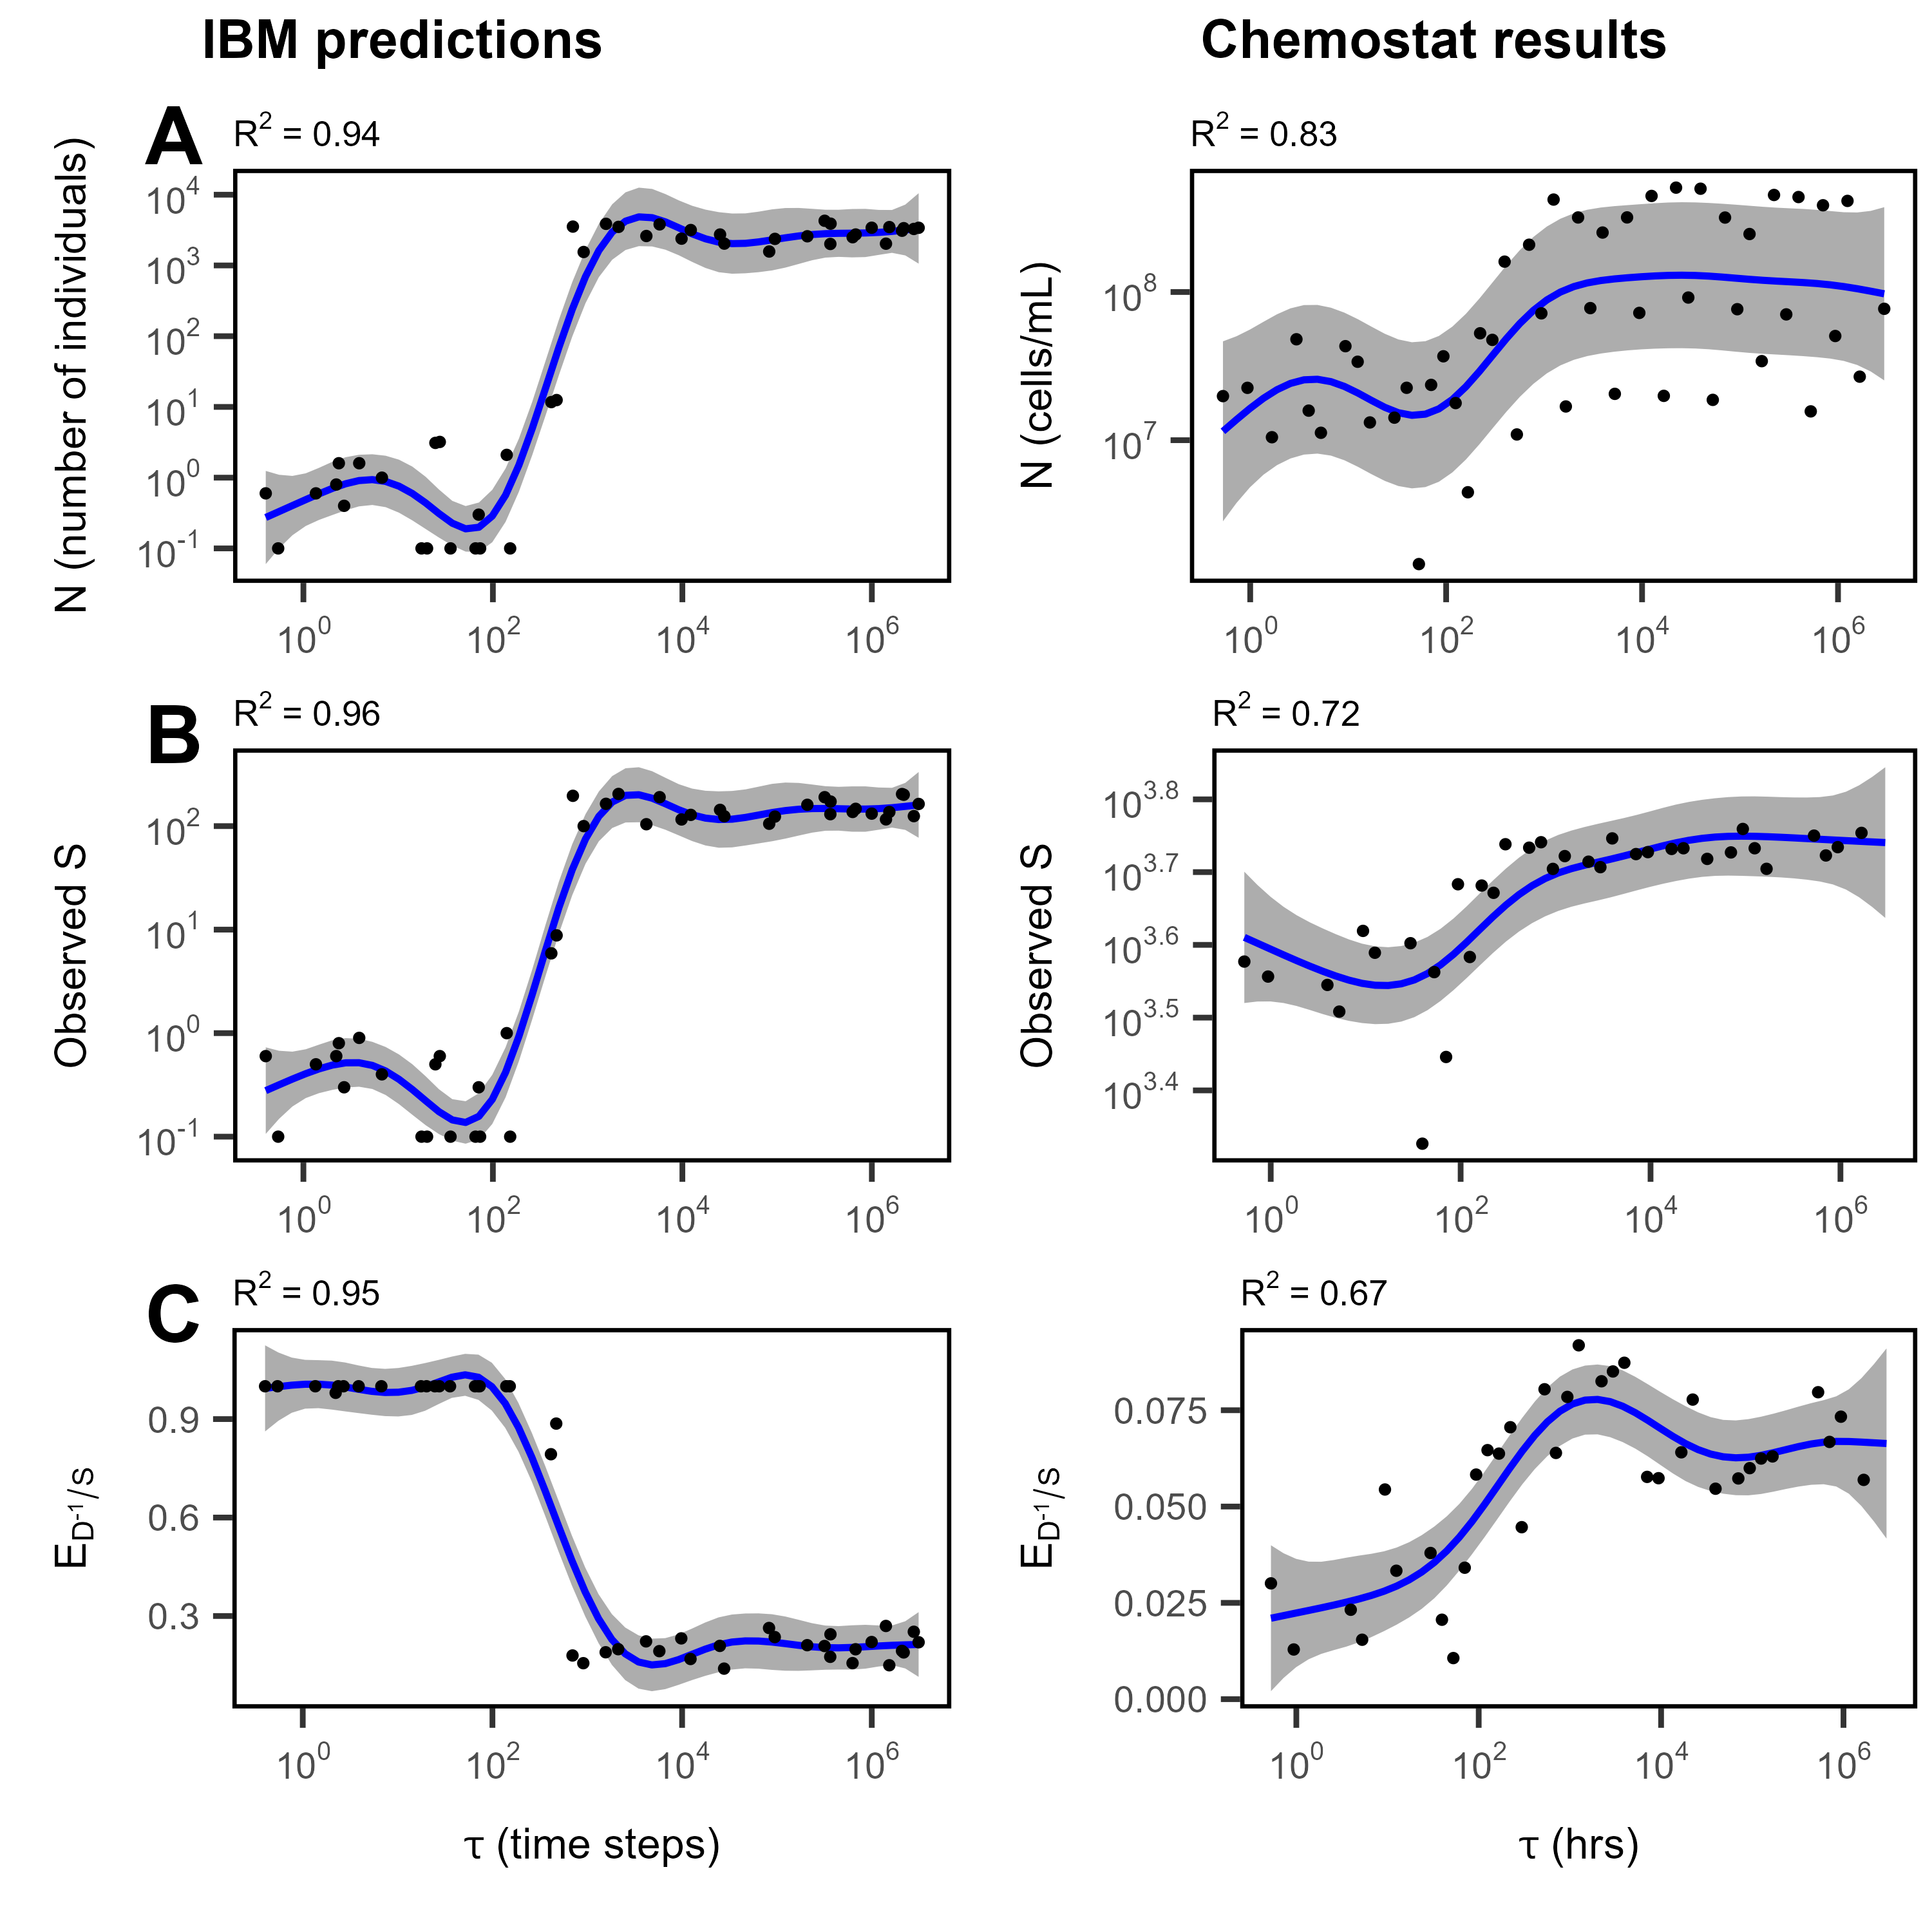 IBM predictions
Chemostat results
A
R² = 0.94
R² = 0.83
N (number of individuals)
10⁴
10³
10²
10¹
10⁰
10⁻¹
10⁰ 10² 10⁴ 10⁶
N (cells/mL)
10⁸
10⁷
10⁰ 10² 10⁴ 10⁶
B
R² = 0.96
R² = 0.72
Observed S
10²
10¹
10⁰
10⁻¹
10⁰ 10² 10⁴ 10⁶
Observed S
10³·⁸
10³·⁷
10³·⁶
10³·⁵
10³·⁴
10⁰ 10² 10⁴ 10⁶
C
R² = 0.95
R² = 0.67
E_D⁻¹/s
0.9
0.6
0.3
10⁰ 10² 10⁴ 10⁶
τ (time steps)
E_D⁻¹/s
0.075
0.050
0.025
0.000
10⁰ 10² 10⁴ 10⁶
τ (hrs)